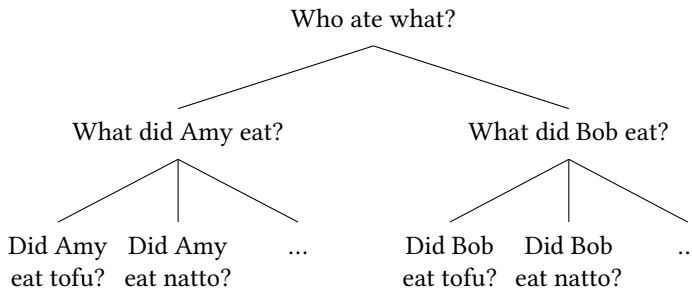 Who ate what?
What did Amy eat?
What did Bob eat?
Did Amy
eat tofu?
Did Amy
eat natto?
...
Did Bob
eat tofu?
Did Bob
eat natto?
..